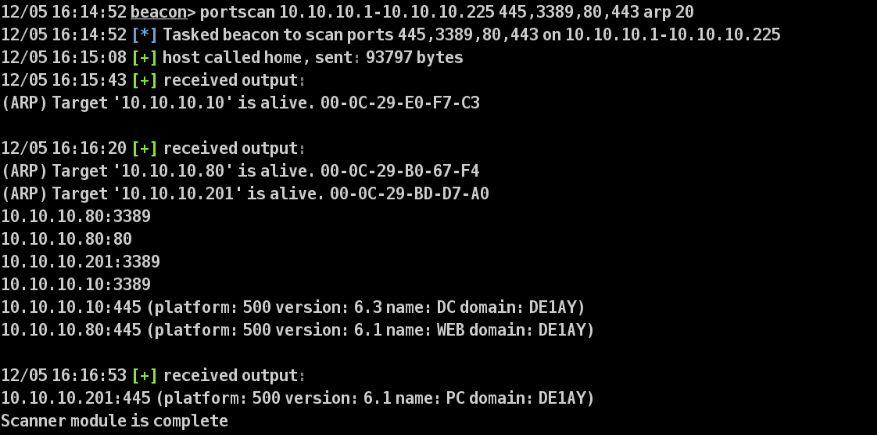 12/05 16:14:52 beacon> portscan 10.10.10.1-10.10.10.225 445,3389,80,443 arp 20
12/05 16:14:52 [*] Tasked beacon to scan ports 445,3389,80,443 on 10.10.10.1-10.10.10.225
12/05 16:15:08 [+] host called home, sent: 93797 bytes
12/05 16:15:43 [+] received output:
(ARP) Target '10.10.10.10' is alive. 00-0C-29-E0-F7-C3
12/05 16:16:20 [+] received output:
(ARP) Target '10.10.10.80' is alive. 00-0C-29-B0-67-F4
(ARP) Target '10.10.10.201' is alive. 00-0C-29-BD-D7-A0
10.10.10.80:3389
10.10.10.80:80
10.10.10.201:3389
10.10.10.10:3389
10.10.10.10:445 (platform: 500 version: 6.3 name: DC domain: DE1AY)
10.10.10.80:445 (platform: 500 version: 6.1 name: WEB domain: DE1AY)
12/05 16:16:53 [+] received output:
10.10.10.201:445 (platform: 500 version: 6.1 name: PC domain: DE1AY)
Scanner module is complete